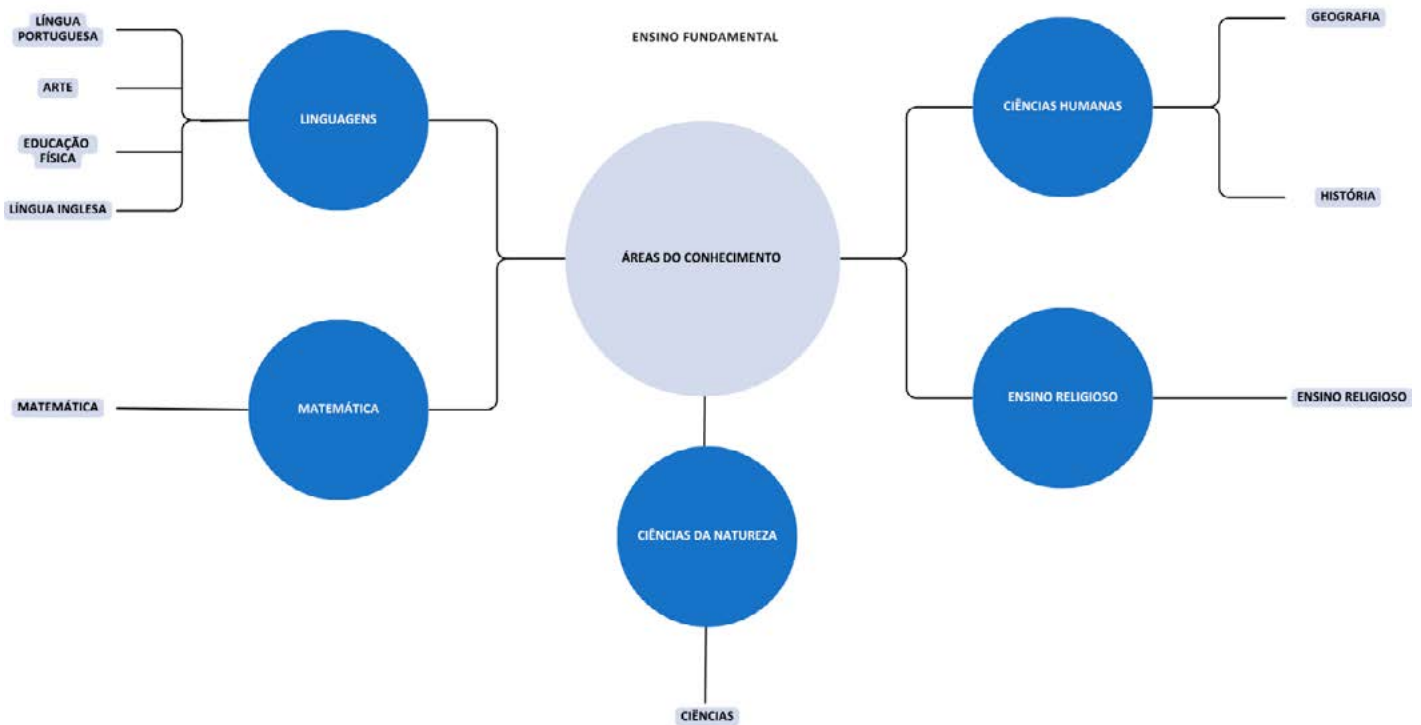 ENSINO FUNDAMENTAL
LÍNGUA
PORTUGUESA
ARTE
EDUCAÇÃO
FÍSICA
LÍNGUA INGLESA
LINGUAGENS
MATEMÁTICA
MATEMÁTICA
ÁREAS DO CONHECIMENTO
CIÊNCIAS HUMANAS
GEOGRAFIA
HISTÓRIA
ENSINO RELIGIOSO
ENSINO RELIGIOSO
CIÊNCIAS DA NATUREZA
CIÊNCIAS